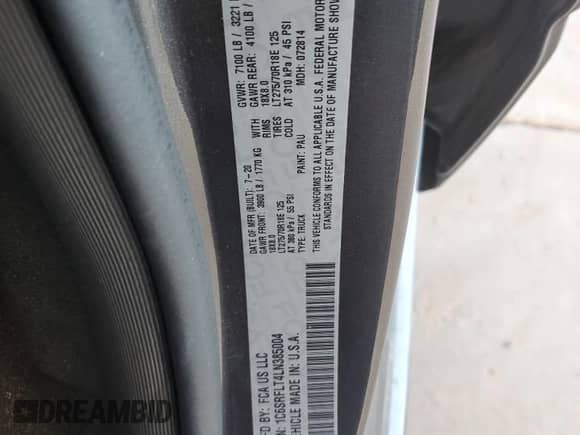 MFD BY: FCA US LLC
DATE OF MFR (BUILT): 7-20
GVWR: 7100 LB / 3221
GAWR FRONT: 3900 LB / 1770 KG
WITH
GAWR REAR: 4100 LB /
18X8.0
RIMS
18X8.0
LT275/70R18E 125
TIRES
LT275/70R18E 125
AT 380 kPa / 55 PSI
COLD
AT 310 kPa / 45 PSI
1C6SRFLT4LN385004
TYPE: TRUCK
PAINT: PAU
MDH: 072814
VEHICLE MADE IN: U.S.A.
THIS VEHICLE CONFORMS TO ALL APPLICABLE U.S.A. FEDERAL MOTOR
STANDARDS IN EFFECT ON THE DATE OF MANUFACTURE SHOW
DREAMBID